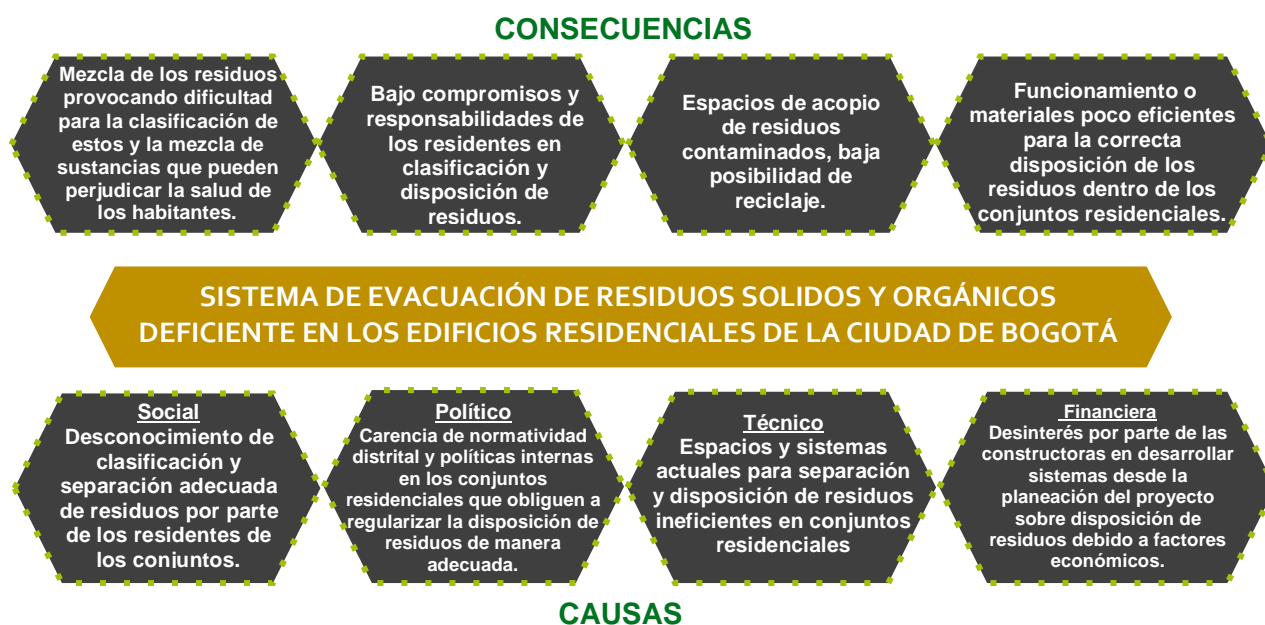 CONSECUENCIAS
Mezcla de los residuos
provocando dificultad
para la clasificación de
estos y la mezcla de
sustancias que pueden
perjudicar la salud de
los habitantes.
Bajo compromisos y
responsabilidades de
los residentes en
clasificación y
disposición de
residuos.
Espacios de acopio
de residuos
contaminados, baja
posibilidad de
reciclaje.
Funcionamiento o
materiales poco eficientes
para la correcta
disposición de los
residuos dentro de los
conjuntos residenciales.
SISTEMA DE EVACUACIÓN DE RESIDUOS SOLIDOS Y ORGÁNICOS
DEFICIENTE EN LOS EDIFICIOS RESIDENCIALES DE LA CIUDAD DE BOGOTÁ
Social
Desconocimiento de
clasificación y
separación adecuada
de residuos por parte
de los residentes de
los conjuntos.
Político
Carencia de normatividad
distrital y políticas internas
en los conjuntos
residenciales que obliguen a
regularizar la disposición de
residuos de manera
adecuada.
Técnico
Espacios y sistemas
actuales para separación
y disposición de residuos
ineficientes en conjuntos
residenciales
Financiera
Desinterés por parte de las
constructoras en desarrollar
sistemas desde la
planeación del proyecto
sobre disposición de
residuos debido a factores
económicos.
CAUSAS